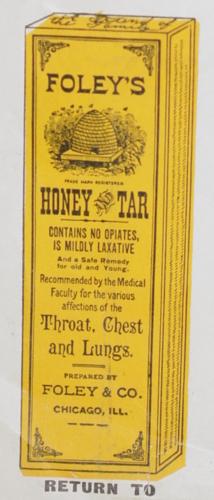 the Family
FOLEY'S
TRADE MARK REGISTERED
HONEY AND TAR
CONTAINS NO OPIATES,
IS MILDLY LAXATIVE
And a Safe Remedy
for old and Young.
Recommended by the Medical
Faculty for the various
affections of the
Throat, Chest
and Lungs.
PREPARED BY
FOLEY & CO.
CHICAGO, ILL.
RETURN TO